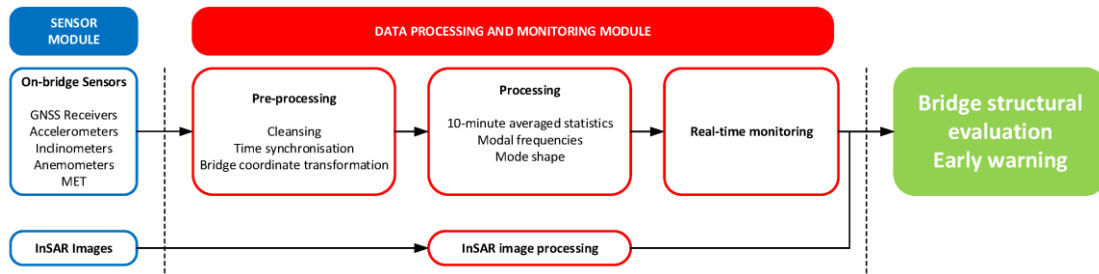 SENSOR
MODULE
DATA PROCESSING AND MONITORING MODULE
On-bridge Sensors
GNSS Receivers
Accelerometers
Inclinometers
Anemometers
MET
Pre-processing
Cleansing
Time synchronisation
Bridge coordinate transformation
Processing
10-minute averaged statistics
Modal frequencies
Mode shape
Real-time monitoring
Bridge structural
evaluation
Early warning
InSAR Images
InSAR image processing